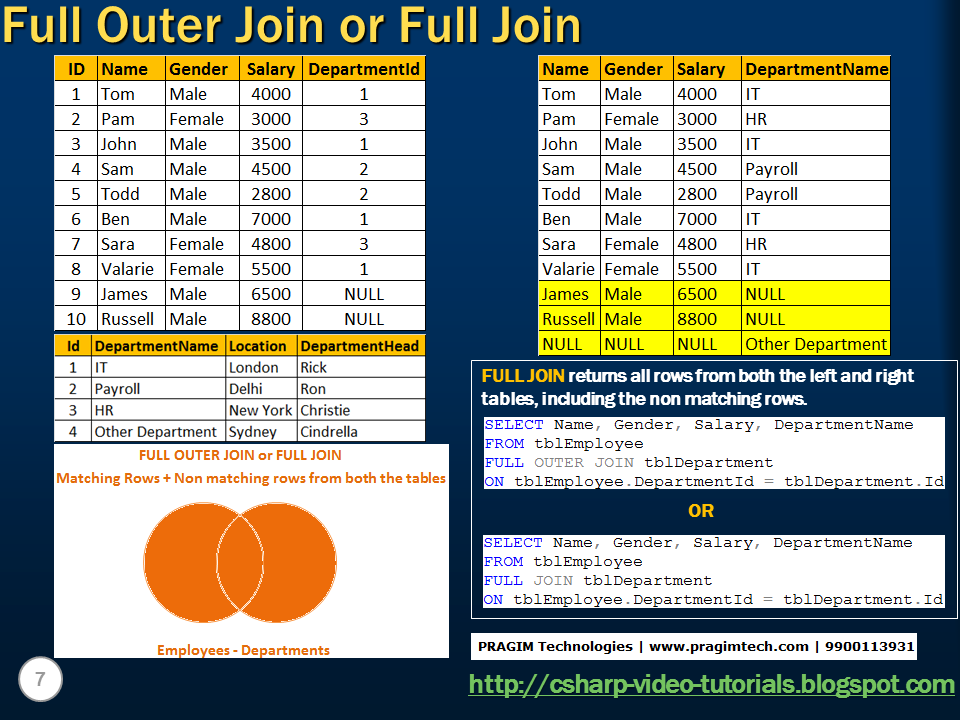 Full Outer Join or Full Join
ID Name Gender Salary DepartmentId
1 Tom Male 4000 1
2 Pam Female 3000 3
3 John Male 3500 1
4 Sam Male 4500 2
5 Todd Male 2800 2
6 Ben Male 7000 1
7 Sara Female 4800 3
8 Valarie Female 5500 1
9 James Male 6500 NULL
10 Russell Male 8800 NULL
Id DepartmentName Location DepartmentHead
1 IT London Rick
2 Payroll Delhi Ron
3 HR New York Christie
4 Other Department Sydney Cindrella
FULL OUTER JOIN or FULL JOIN
Matching Rows + Non matching rows from both the tables
Employees - Departments
Name Gender Salary DepartmentName
Tom Male 4000 IT
Pam Female 3000 HR
John Male 3500 IT
Sam Male 4500 Payroll
Todd Male 2800 Payroll
Ben Male 7000 IT
Sara Female 4800 HR
Valarie Female 5500 IT
James Male 6500 NULL
Russell Male 8800 NULL
NULL NULL NULL Other Department
FULL JOIN returns all rows from both the left and right
tables, including the non matching rows.
SELECT Name, Gender, Salary, DepartmentName
FROM tblEmployee
FULL OUTER JOIN tblDepartment
ON tblEmployee.DepartmentId = tblDepartment.Id
OR
SELECT Name, Gender, Salary, DepartmentName
FROM tblEmployee
FULL JOIN tblDepartment
ON tblEmployee.DepartmentId = tblDepartment.Id
PRAGIM Technologies | www.pragimtech.com | 9900113931
7
http://csharp-video-tutorials.blogspot.com